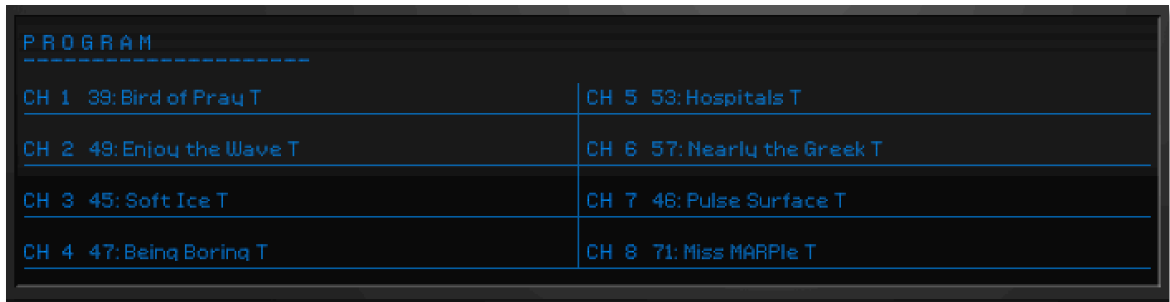 PROGRAM
CH 1 39: Bird of Pray T
CH 2 49: Enjoy the Wave T
CH 3 45: Soft Ice T
CH 4 47: Being Boring T
CH 5 53: Hospitals T
CH 6 57: Nearly the Greek T
CH 7 46: Pulse Surface T
CH 8 71: Miss MARPle T